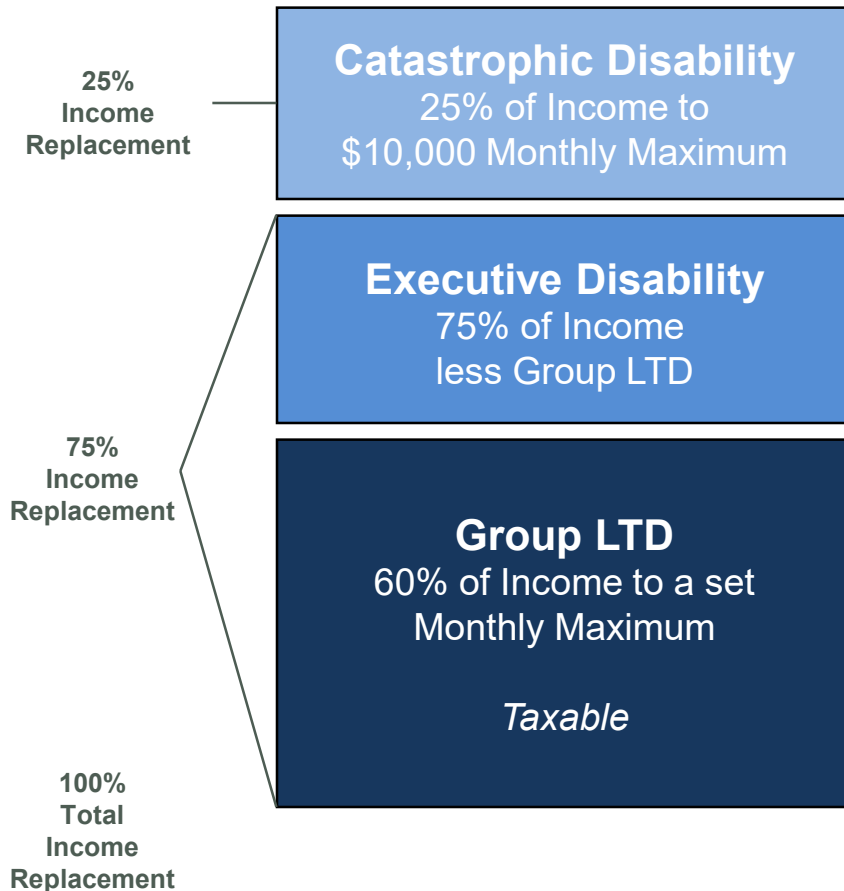 25%
Income
Replacement
Catastrophic Disability
25% of Income to
$10,000 Monthly Maximum
75%
Income
Replacement
Executive Disability
75% of Income
less Group LTD
Group LTD
60% of Income to a set
Monthly Maximum
Taxable
100%
Total
Income
Replacement